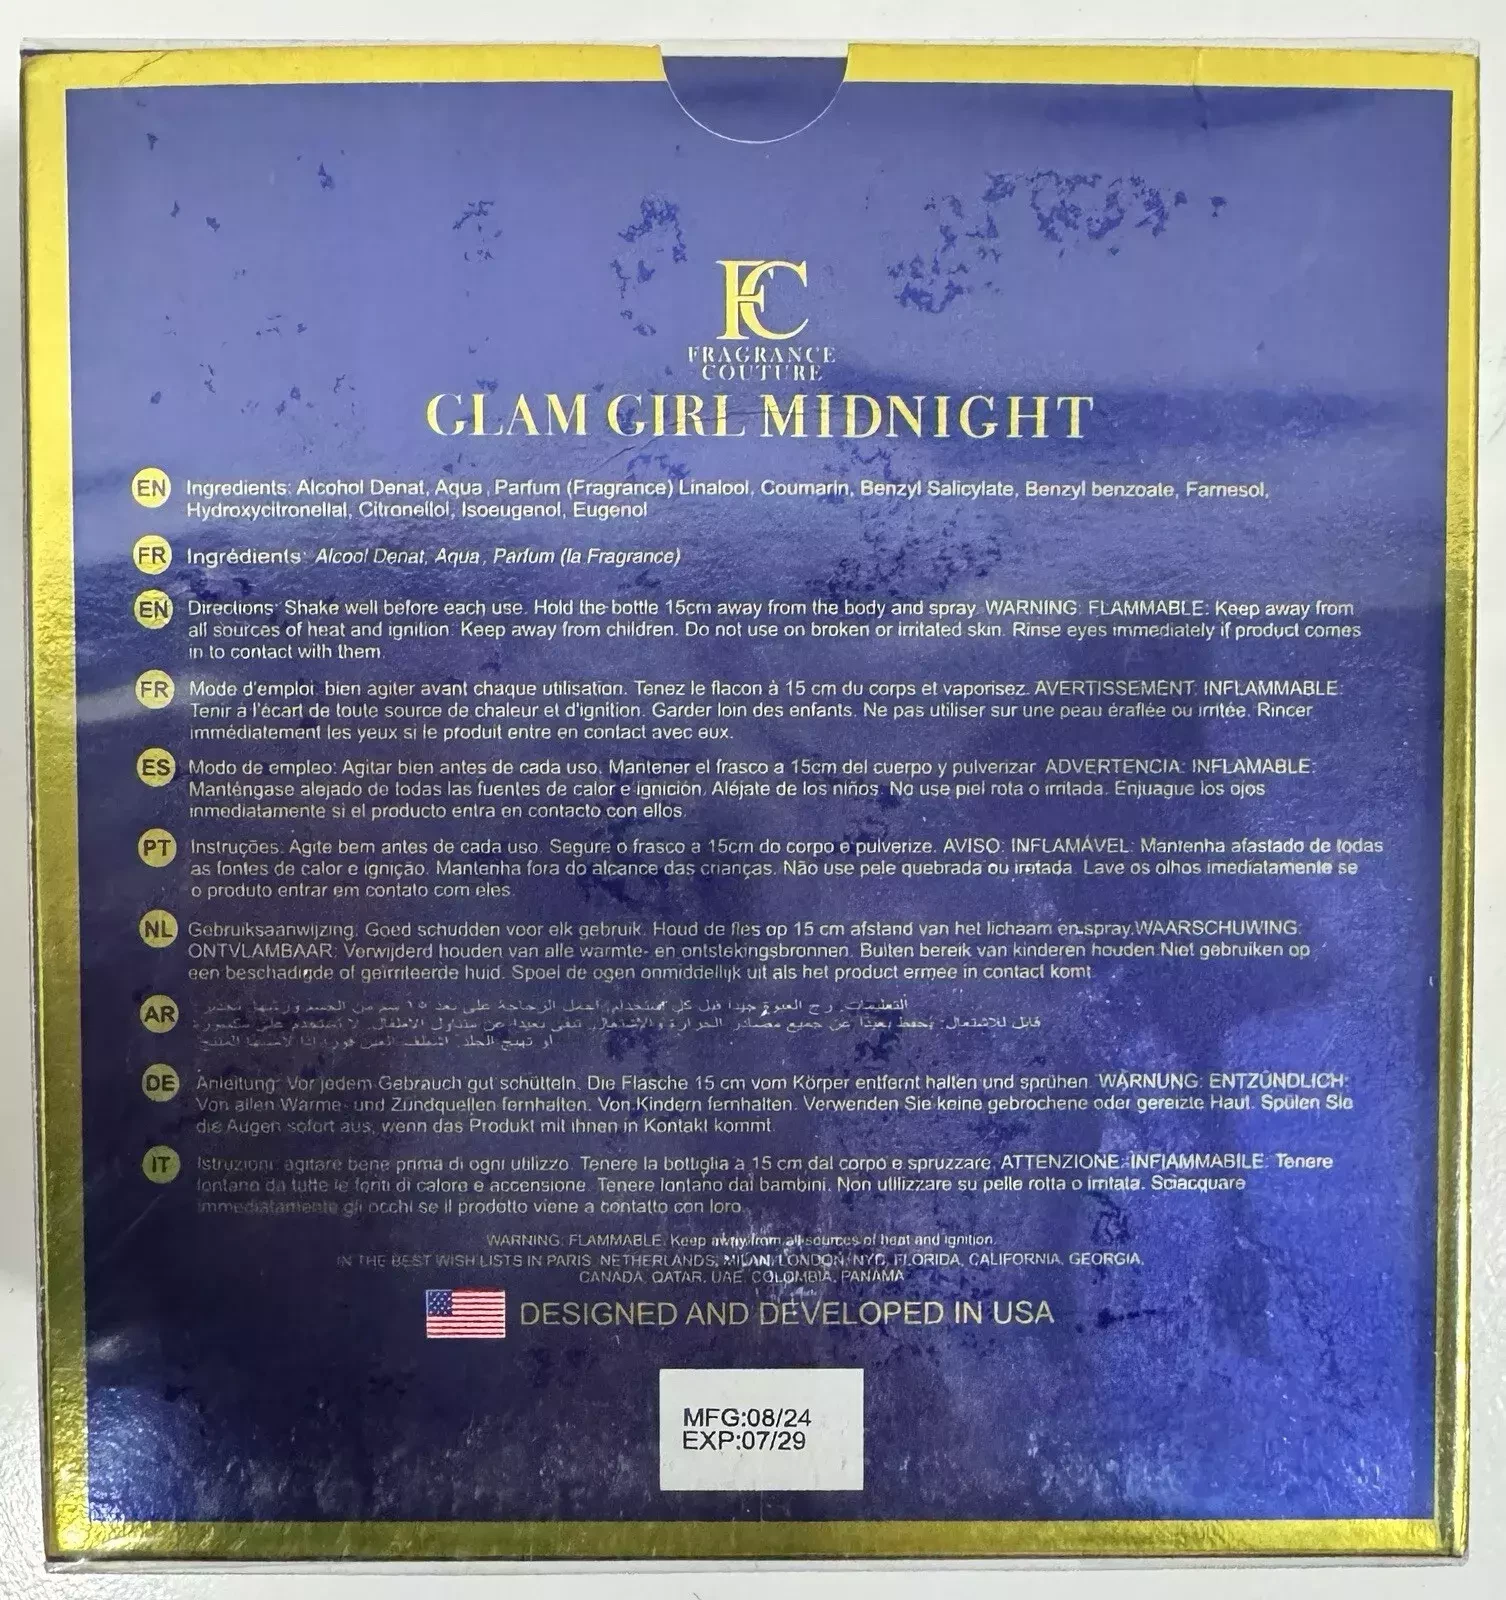 FC
FRAGRANCE
COUTURE
GLAM GIRL MIDNIGHT
EN Ingredients: Alcohol Denat, Aqua , Parfum (Fragrance) Linalool, Coumarin, Benzyl Salicylate, Benzyl benzoate, Farnesol,
Hydroxycitronellal, Citronellol, Isoeugenol, Eugenol
FR Ingrédients: Alcool Denat, Aqua , Parfum (la Fragrance)
EN Directions: Shake well before each use. Hold the bottle 15cm away from the body and spray. WARNING: FLAMMABLE: Keep away from
all sources of heat and ignition. Keep away from children. Do not use on broken or irritated skin. Rinse eyes immediately if product comes
in to contact with them.
FR Mode d'emploi: bien agiter avant chaque utilisation. Tenez le flacon à 15 cm du corps et vaporisez. AVERTISSEMENT: INFLAMMABLE:
Tenir à l'écart de toute source de chaleur et d'ignition. Garder loin des enfants. Ne pas utiliser sur une peau éraflée ou irritée. Rincer
immédiatement les yeux si le produit entre en contact avec eux.
ES Modo de empleo: Agitar bien antes de cada uso. Mantener el frasco a 15cm del cuerpo y pulverizar. ADVERTENCIA: INFLAMABLE:
Manténgase alejado de todas las fuentes de calor e ignición. Aléjate de los niños. No use piel rota o irritada. Enjuague los ojos
inmediatamente si el producto entra en contacto con ellos.
PT Instruções: Agite bem antes de cada uso. Segure o frasco a 15cm do corpo e pulverize. AVISO: INFLAMÁVEL: Mantenha afastado de todas
as fontes de calor e ignição. Mantenha fora do alcance das crianças. Não use pele quebrada ou irritada. Lave os olhos imediatamente se
o produto entrar em contato com eles.
NL Gebruiksaanwijzing: Goed schudden voor elk gebruik. Houd de fles op 15 cm afstand van het lichaam en spray.WAARSCHUWING:
ONTVLAMBAAR: Verwijderd houden van alle warmte- en ontstekingsbronnen. Buiten bereik van kinderen houden.Niet gebruiken op
een beschadigde of geïrriteerde huid. Spoel de ogen onmiddellijk uit als het product ermee in contact komt.
AR
قابل للاشتعال: يُحفظ بعيدًا عن جميع مصادر الحرارة والإشتعال.
DE Anleitung: Vor jedem Gebrauch gut schütteln. Die Flasche 15 cm vom Körper entfernt halten und sprühen. WARNUNG: ENTZÜNDLICH:
Von allen Wärme- und Zündquellen fernhalten. Von Kindern fernhalten. Verwenden Sie keine gebrochene oder gereizte Haut. Spülen Sie
die Augen sofort aus, wenn das Produkt mit ihnen in Kontakt kommt.
IT Istruzioni: agitare bene prima di ogni utilizzo. Tenere la bottiglia a 15 cm dal corpo e spruzzare. ATTENZIONE: INFIAMMABILE: Tenere
lontano da tutte le fonti di calore e accensione. Tenere lontano dai bambini. Non utilizzare su pelle rotta o irritata. Sciacquare
immediatamente gli occhi se il prodotto viene a contatto con loro.
WARNING: FLAMMABLE. Keep away from all sources of heat and ignition.
IN THE BEST WISH LISTS IN PARIS, NETHERLANDS, MILAN, LONDON, NYC, FLORIDA, CALIFORNIA, GEORGIA,
CANADA, QATAR, UAE, COLOMBIA, PANAMA
DESIGNED AND DEVELOPED IN USA
MFG:08/24
EXP:07/29